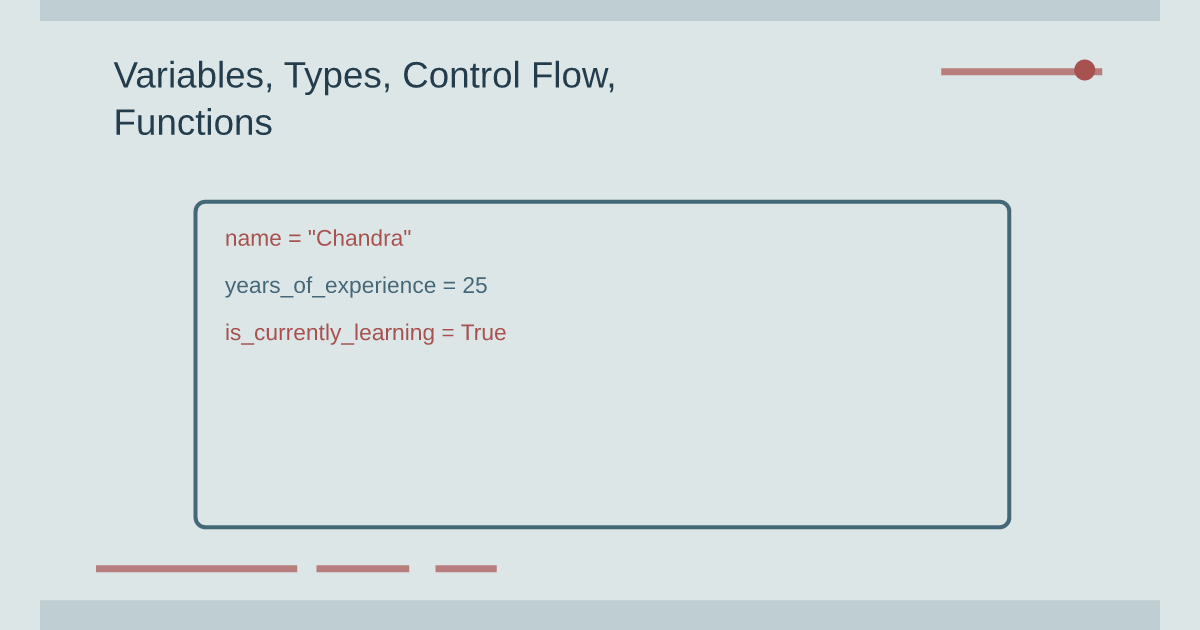 Variables, Types, Control Flow,
Functions
name = "Chandra"
years_of_experience = 25
is_currently_learning = True